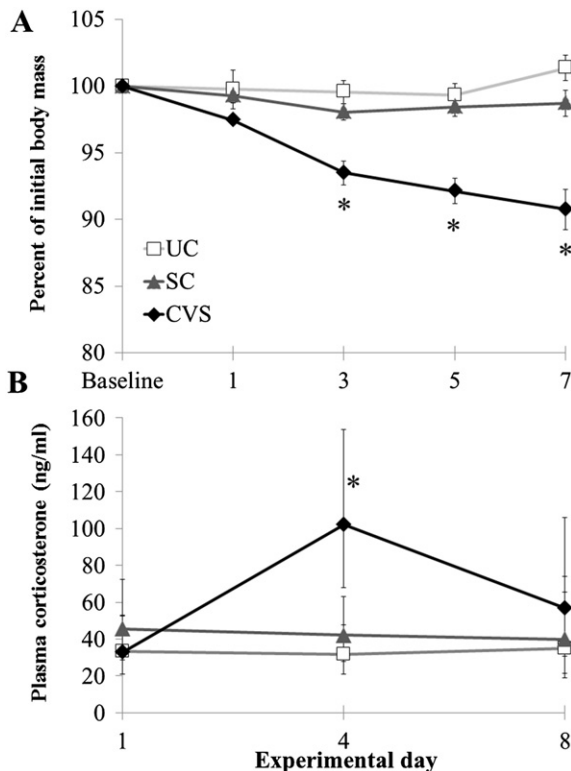 A
Percent of initial body mass
105
100
95
90
85
80
* * *
UC
SC
CVS
Baseline 1 3 5 7
B
Plasma corticosterone (ng/ml)
160
140
120
100
80
60
40
20
0
*
1 4 8
Experimental day